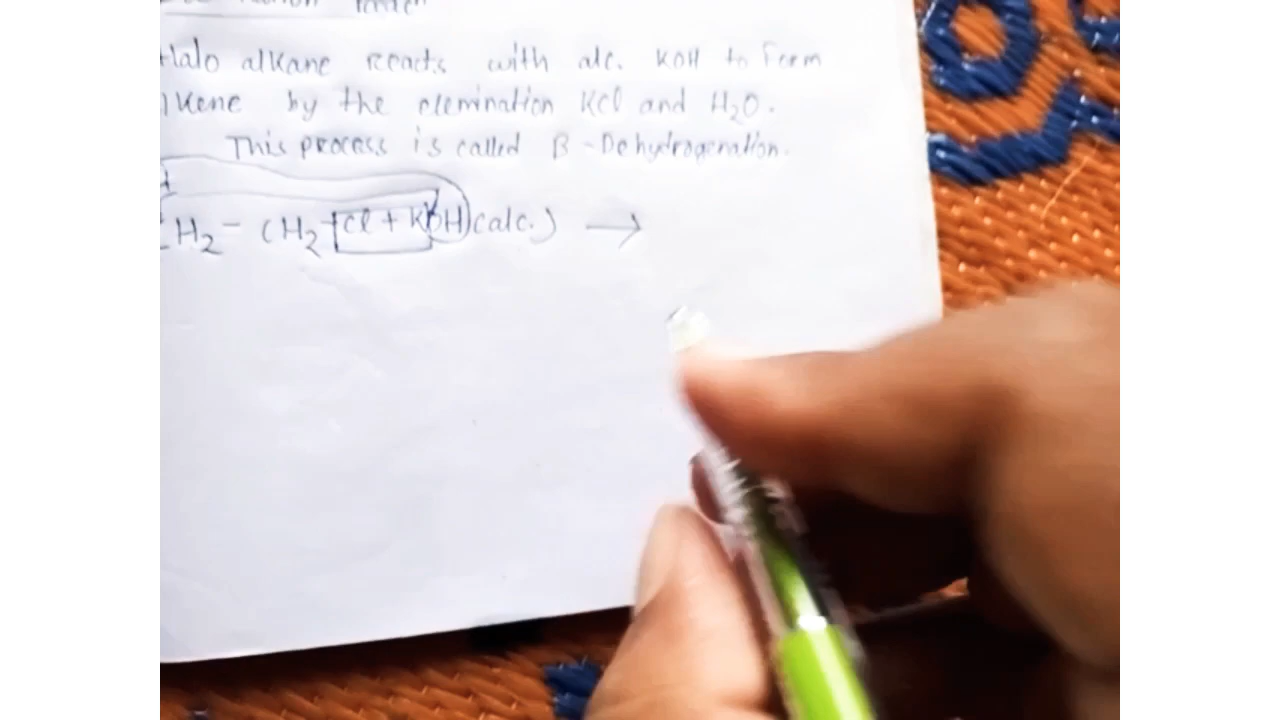 Halo alkane reacts with alc. KOH to Form
lkene by the elemination KCl and H₂O.
This process is called B-Dehydrogenation.
H₂ - CH₂ - Cl + KOH calc.) →